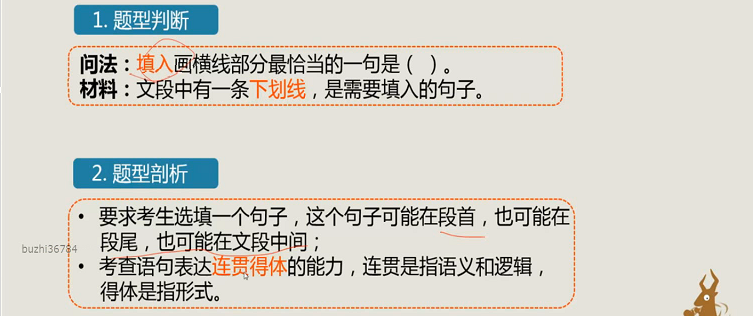 1. 题型判断
问法：填入画横线部分最恰当的一句是（ ）。
材料：文段中有一条下划线，是需要填入的句子。
2. 题型剖析
• 要求考生选填一个句子，这个句子可能在段首，也可能在
段尾，也可能在文段中间；
buzhi36784
• 考查语句表达连贯得体的能力，连贯是指语义和逻辑，
得体是指形式。